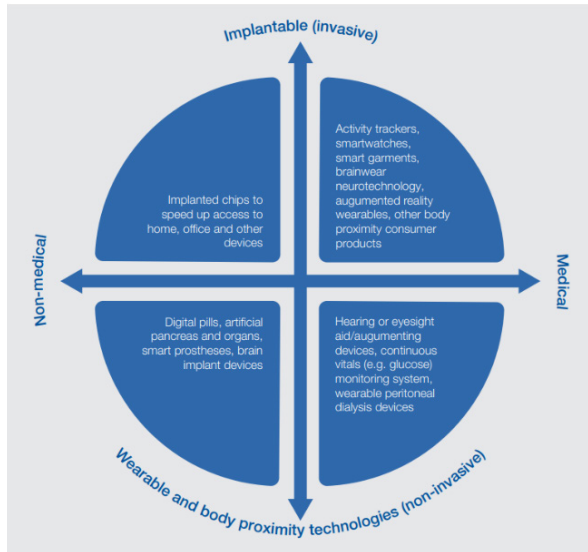 Implantable (invasive)
Activity trackers,
smartwatches,
smart garments,
brainwear
neurotechnology,
augmented reality
wearables, other body
proximity consumer
products
Implanted chips to
speed up access to
home, office and other
devices
Non-medical
Medical
Digital pills, artificial
pancreas and organs,
smart prostheses, brain
implant devices
Hearing or eyesight
aid/augmenting
devices, continuous
vitals (e.g. glucose)
monitoring system,
wearable peritoneal
dialysis devices
Wearable and body proximity technologies (non-invasive)